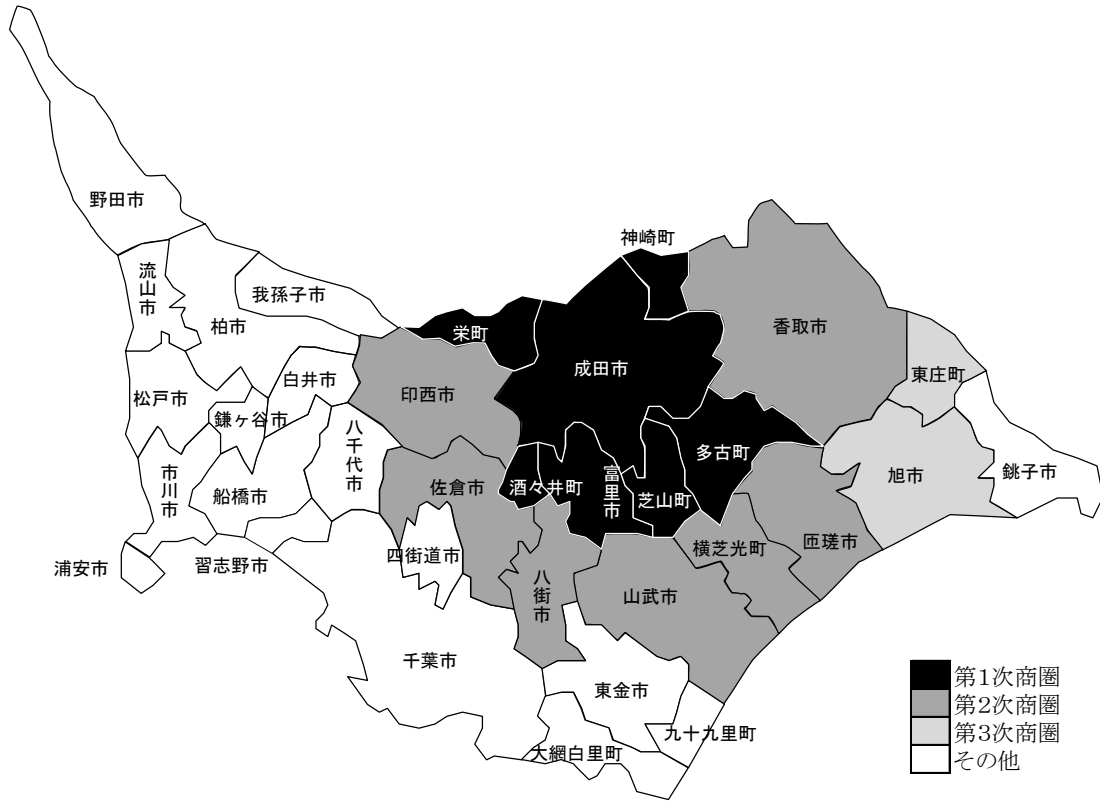 野田市
神崎町
流山市
我孫子市
柏市
香取市
栄町
成田市
東庄町
白井市
印西市
松戸市
鎌ヶ谷市
八千代市
多古町
旭市
銚子市
市川市
船橋市
佐倉市
酒々井町
富里市
芝山町
浦安市
習志野市
四街道市
八街市
横芝光町
匝瑳市
山武市
千葉市
東金市
九十九里町
大網白里町
第1次商圏
第2次商圏
第3次商圏
その他